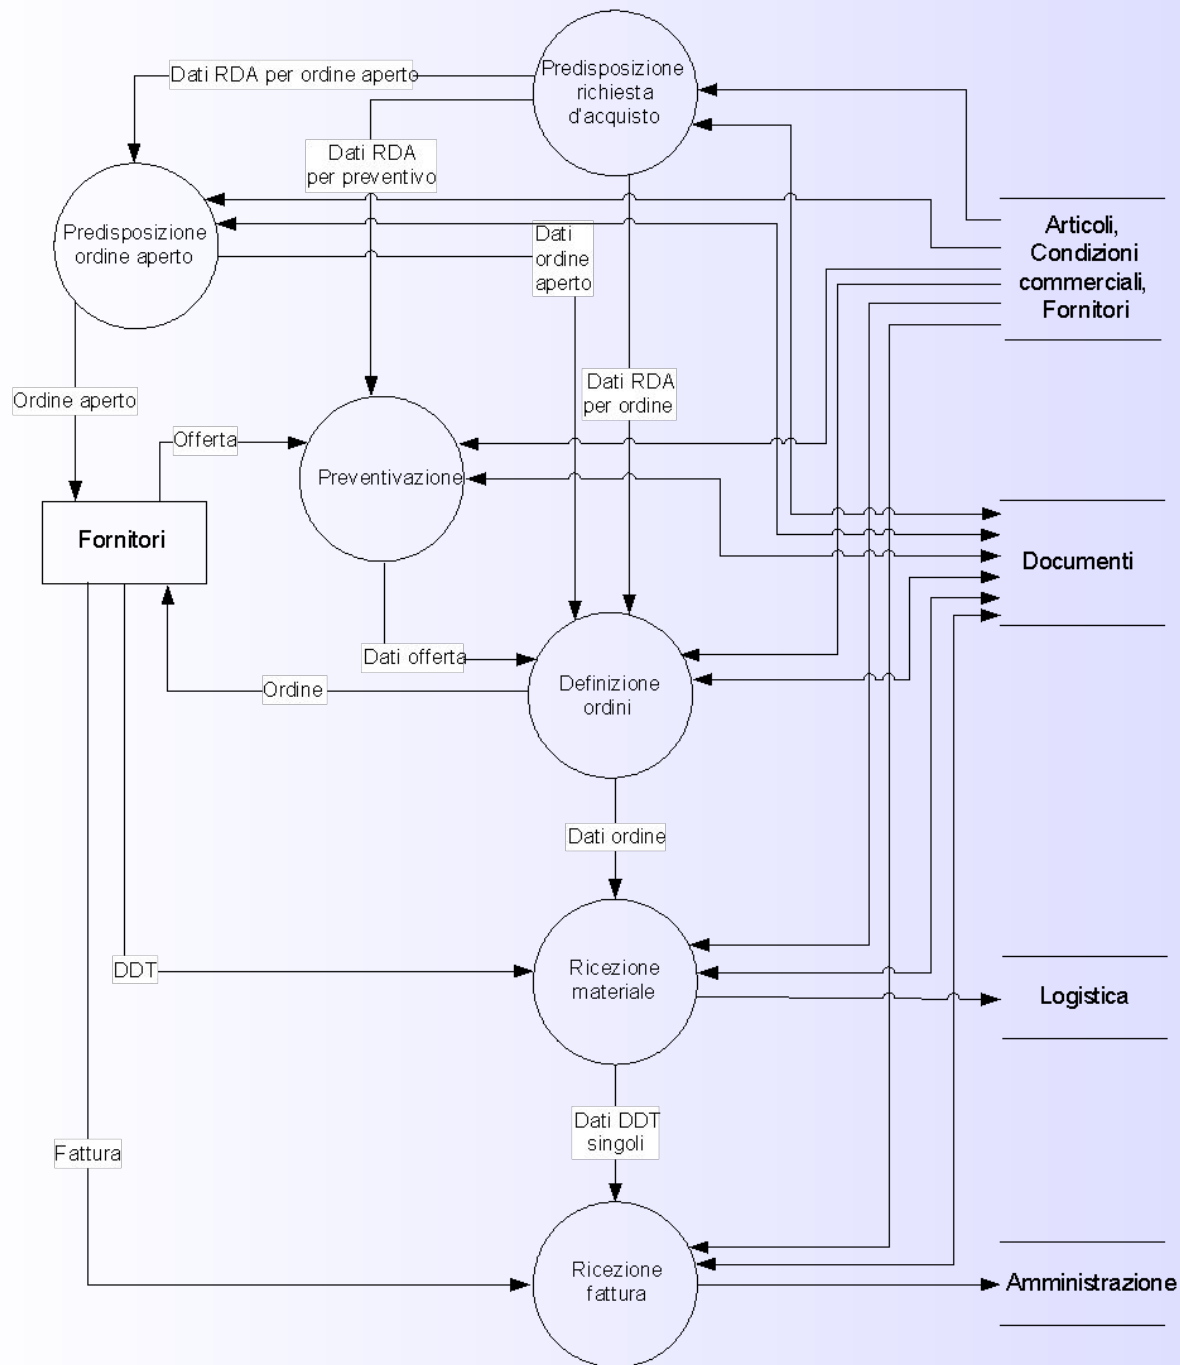 Dati RDA per ordine aperto
Predisposizione
richiesta
d'acquisto
Dati RDA
per preventivo
Predisposizione
ordine aperto
Dati
ordine
aperto
Articoli,
Condizioni
commerciali,
Fornitori
Ordine aperto
Dati RDA
per ordine
Offerta
Preventivazione
Fornitori
Documenti
Dati offerta
Ordine
Definizione
ordini
Dati ordine
DDT
Ricezione
materiale
Logistica
Dati DDT
singoli
Fattura
Ricezione
fattura
Amministrazione